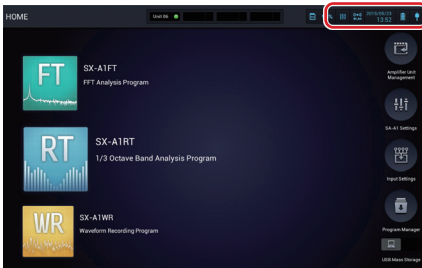 HOME
Unit 06
2015/06/23
13:52
FT
SX-A1FT
FFT Analysis Program
Amplifier Unit
Management
RT
SX-A1RT
1/3 Octave Band Analysis Program
SA-A1 Settings
Input Settings
WR
SX-A1WR
Waveform Recording Program
Program Manager
USB Mass Storage